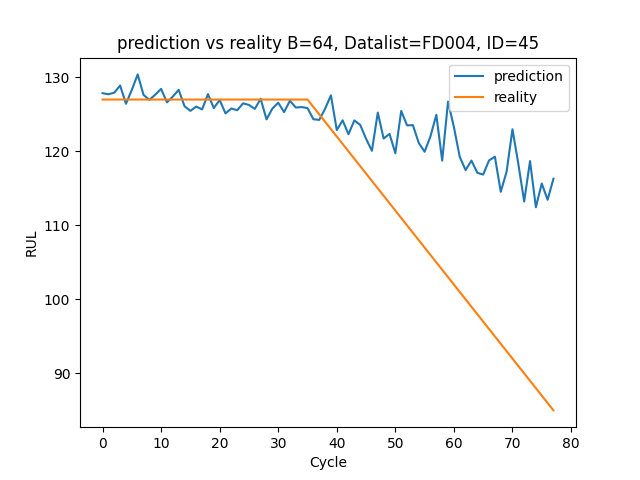 prediction vs reality B=64, Datalist=FD004, ID=45
prediction
reality
RUL
130
120
110
100
90
0 10 20 30 40 50 60 70 80
Cycle